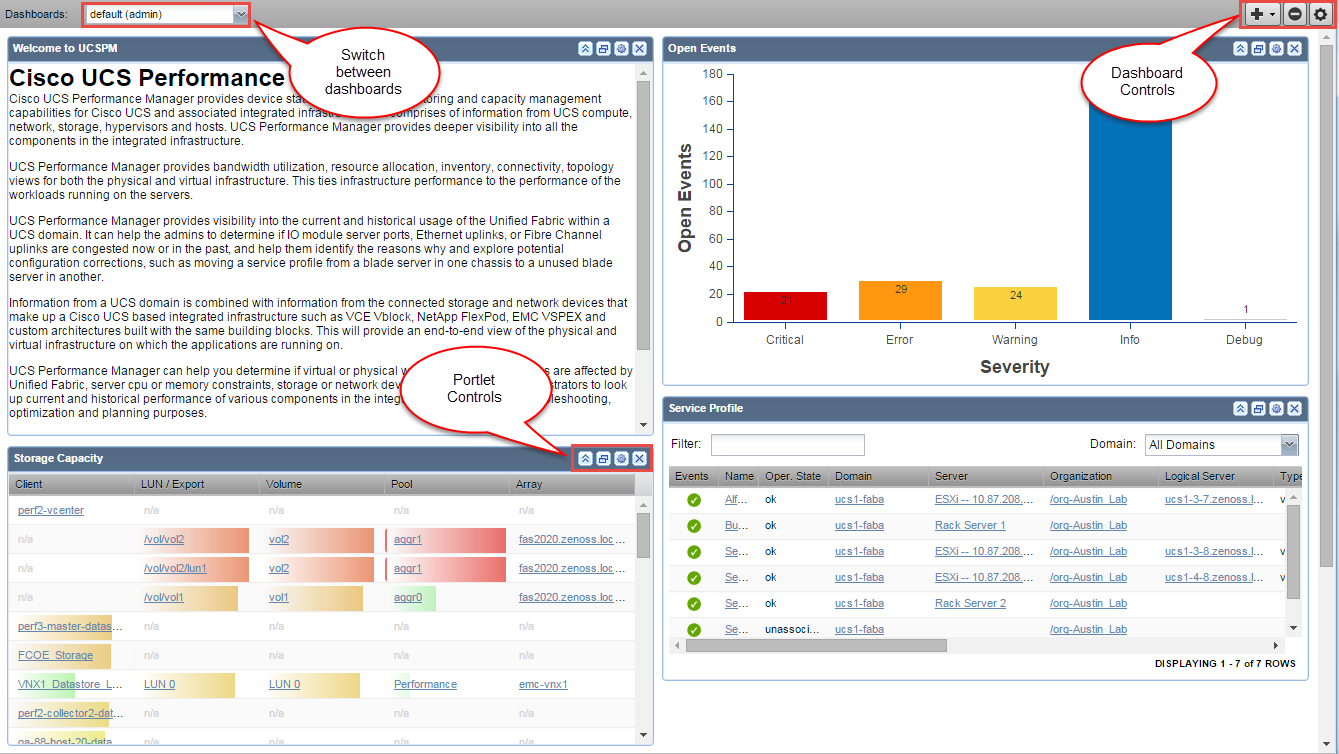 Dashboards: default (admin)
Switch
between
dashboards
Dashboard
Controls
Welcome to UCSPM
Cisco UCS Performance
Cisco UCS Performance Manager provides device
capabilities for Cisco UCS and associated integrated comprises of information from UCS compute,
network, storage, hypervisors and hosts. UCS Performance Manager provides deeper visibility into all the
components in the integrated infrastructure.
UCS Performance Manager provides bandwidth utilization, resource allocation, inventory, connectivity, topology
views for both the physical and virtual infrastructure. This ties infrastructure performance to the performance of the
workloads running on the servers.
UCS Performance Manager provides visibility into the current and historical usage of the Unified Fabric within a
UCS domain. It can help the admins to determine if IO module server ports, Ethernet uplinks, or Fibre Channel
uplinks are congested now or in the past, and help them identify the reasons why and explore potential
configuration corrections, such as moving a service profile from a blade server in one chassis to a unused blade
server in another.
Information from a UCS domain is combined with information from the connected storage and network devices that
make up a Cisco UCS based integrated infrastructure such as VCE Vblock, NetApp FlexPod, EMC VSPEX and
custom architectures built with the same building blocks. This will provide an end-to-end view of the physical and
virtual infrastructure on which the applications are running on.
UCS Performance Manager can help you determine if virtual or physical are affected by
Unified Fabric, server cpu or memory constraints, storage or network to look
up current and historical performance of various components in the
optimization and planning purposes.
Portlet
Controls
Open Events
180
160
140
120
100
80
60
40
20
0
Open Events
21
29
24
1
Critical Error Warning Info Debug
Severity
Storage Capacity
Client LUN / Export Volume Pool Array
perf2-vcenter n/a n/a n/a n/a
n/a /vol/vol2 vol2 aggr1 fas2020.zenoss.loc...
n/a /vol/vol2/lun1 vol2 aggr1 fas2020.zenoss.loc...
n/a /vol/vol1 vol1 aggr0 fas2020.zenoss.loc...
perf3-master-datas... n/a n/a n/a n/a
FCOE_Storage n/a n/a n/a n/a
VNX1_Datastore_L... LUN 0 LUN 0 Performance emc-vnx1
perf2-collector2-dat... n/a n/a n/a n/a
qa-88-host-20-data n/a n/a n/a n/a
Service Profile
Filter: Domain: All Domains
Events Name Oper. State Domain Server Organization Logical Server Type
Alf... ok ucs1-faba ESXi -- 10.87.208.... /org-Austin_Lab ucs1-3-7.zenoss.l... v
Bu... ok ucs1-faba Rack Server 1 /org-Austin_Lab
Se... ok ucs1-faba ESXi -- 10.87.208.... /org-Austin_Lab ucs1-3-8.zenoss.l... v
Se... ok ucs1-faba ESXi -- 10.87.208.... /org-Austin_Lab ucs1-4-8.zenoss.l... v
Se... ok ucs1-faba Rack Server 2 /org-Austin_Lab
Se... unassoci... ucs1-faba /org-Austin_Lab
DISPLAYING 1 - 7 of 7 ROWS